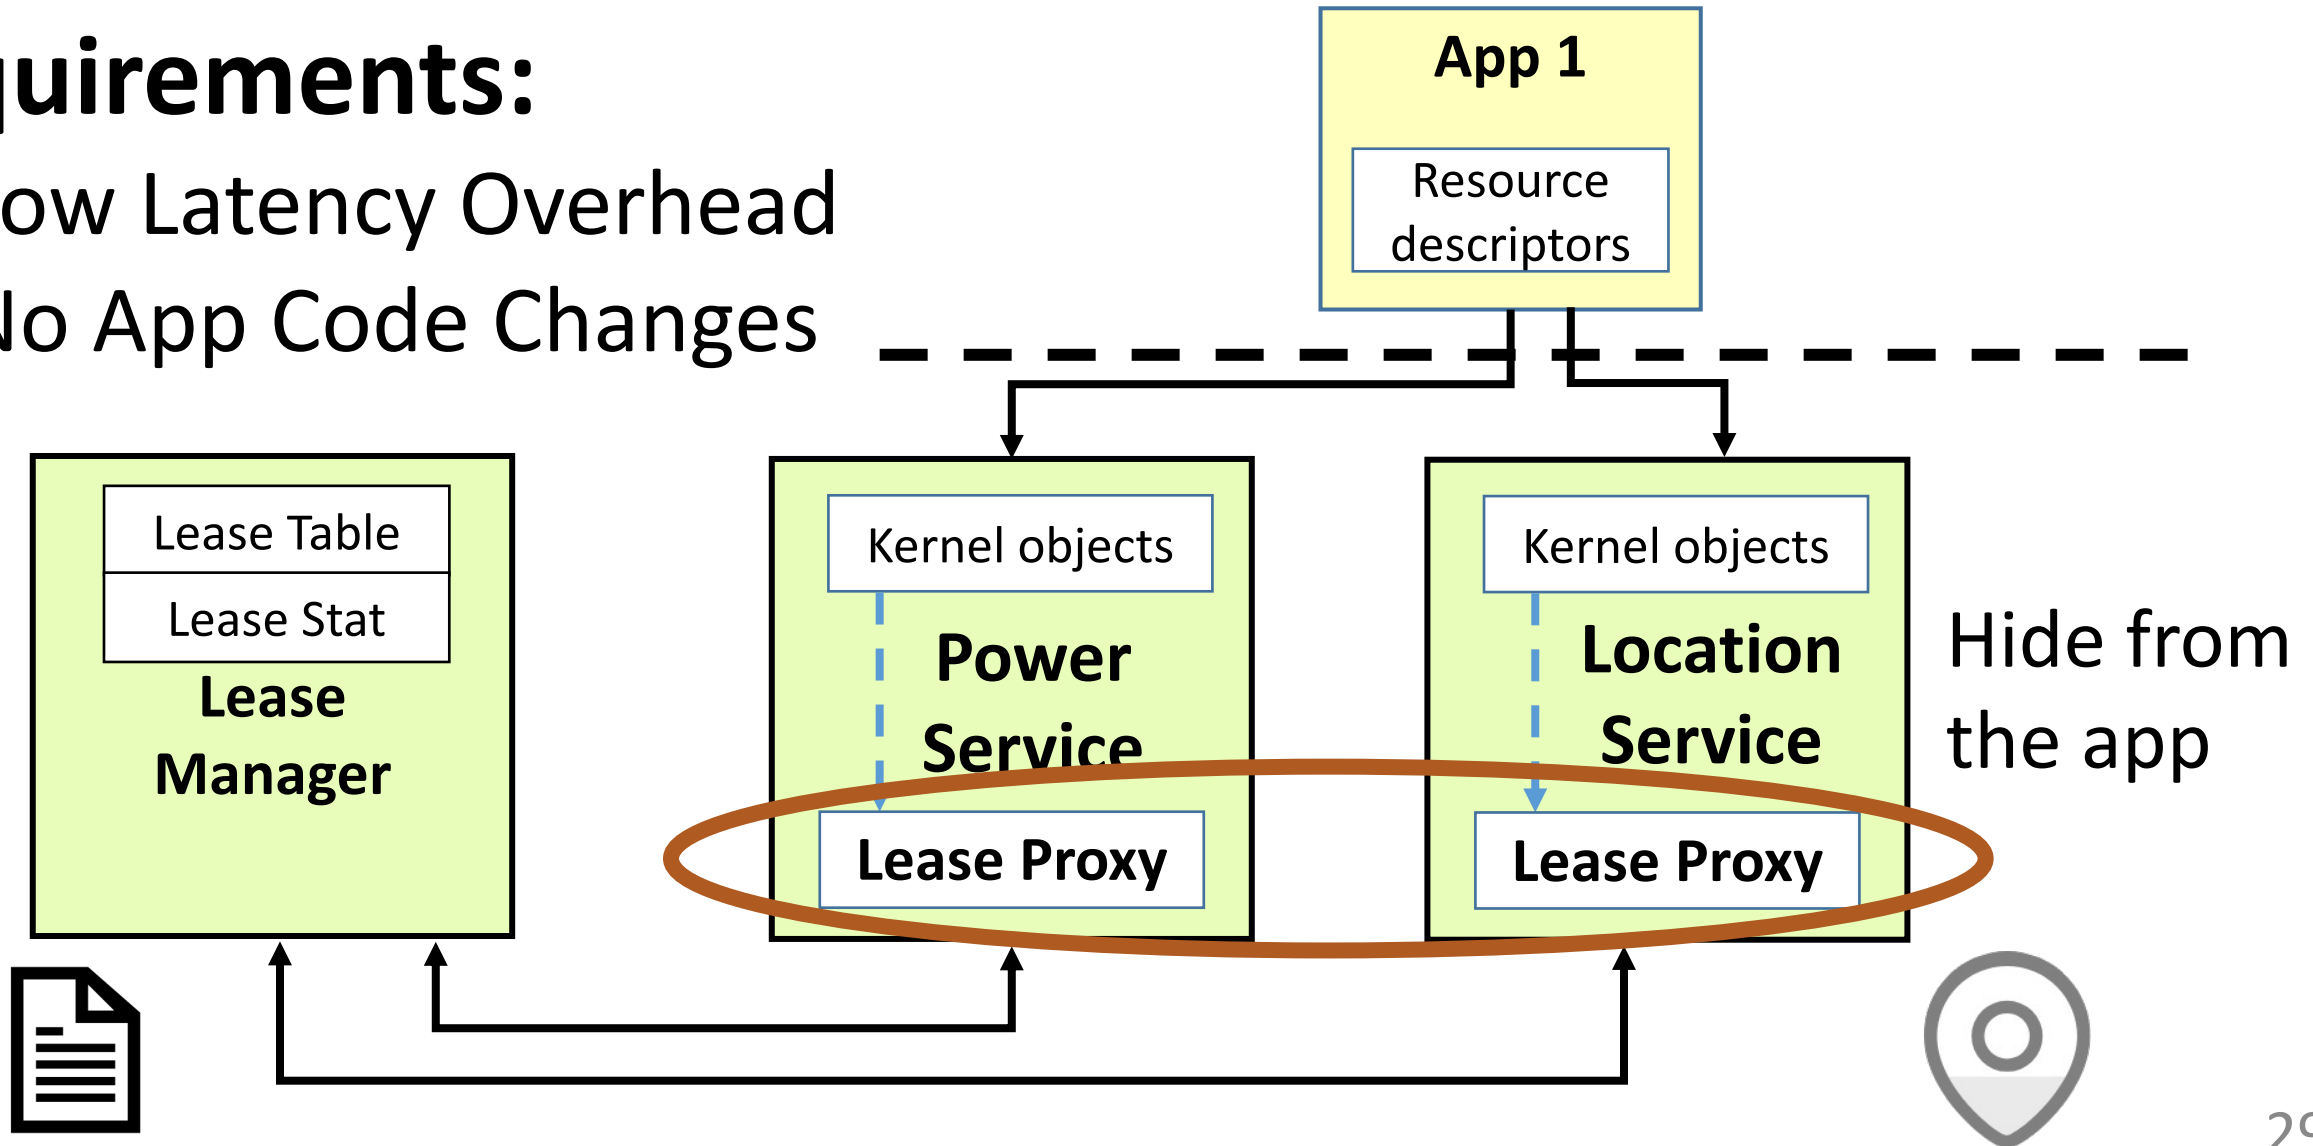 quirements:
ow Latency Overhead
No App Code Changes
App 1
Resource
descriptors
Lease Table
Lease Stat
Lease
Manager
Kernel objects
Power
Service
Lease Proxy
Kernel objects
Location
Service
Lease Proxy
Hide from
the app
29